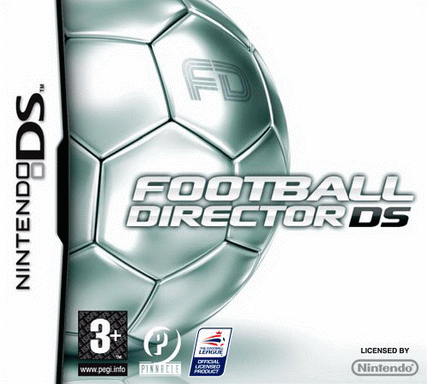 NINTENDO DS™
FD
FOOTBALL
DIRECTOR DS
3+
www.pegi.info
P
PINNACLE
THE FOOTBALL
LEAGUE
OFFICIAL
LICENSED
PRODUCT
LICENSED BY
Nintendo®